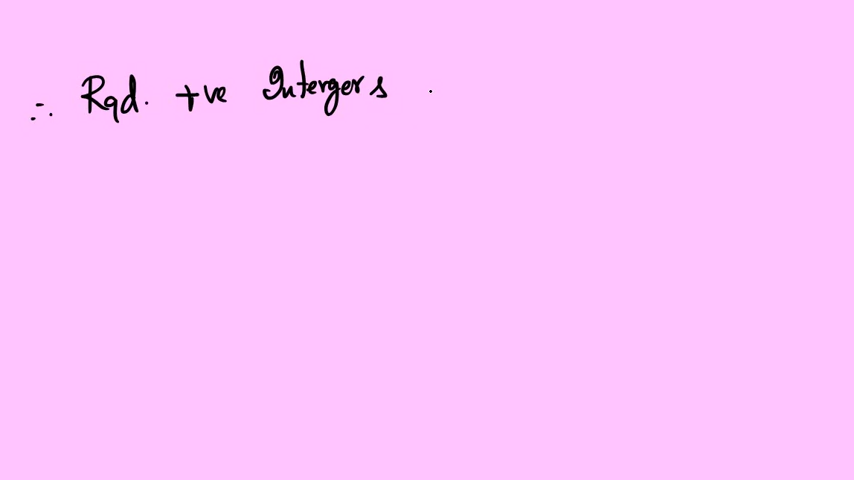 ∴ Rqd. +ve Intergers .